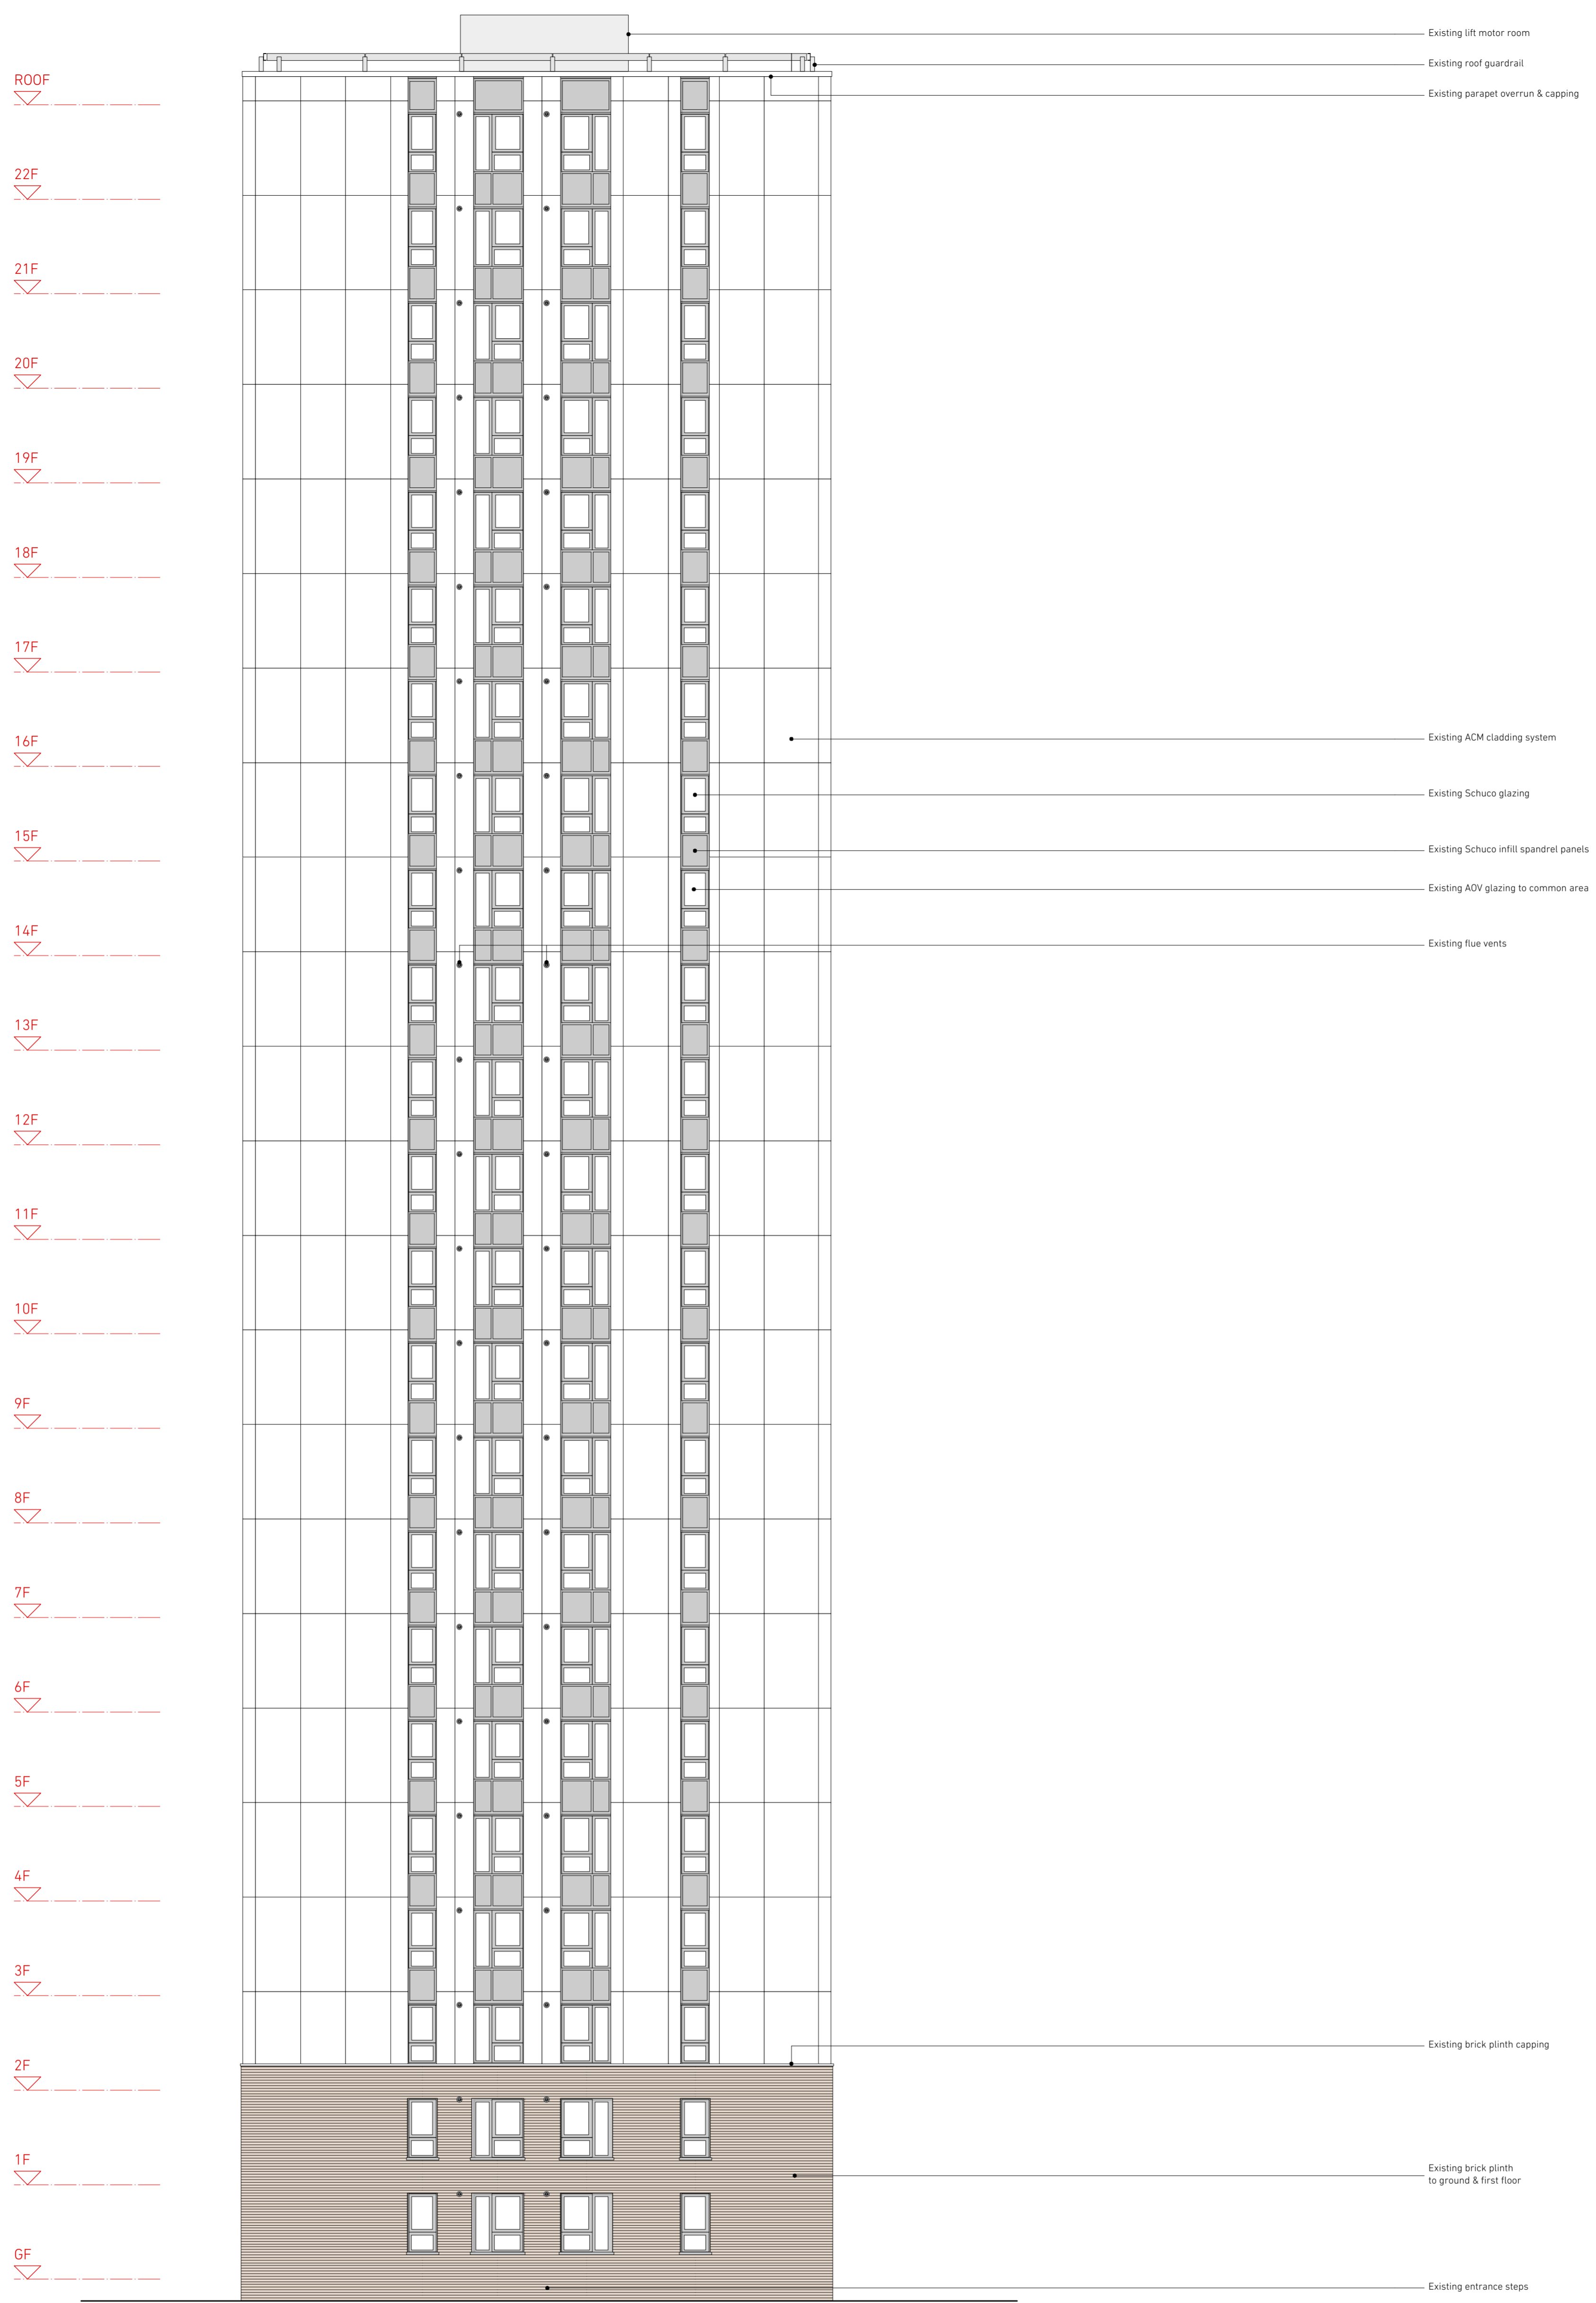 Existing lift motor room
Existing roof guardrail
ROOF
Existing parapet overrun & capping
22F
21F
20F
19F
18F
17F
16F
Existing ACM cladding system
Existing Schuco glazing
15F
Existing Schuco infill spandrel panels
Existing AOV glazing to common area
14F
Existing flue vents
13F
12F
11F
10F
9F
8F
7F
6F
5F
4F
3F
Existing brick plinth capping
2F
1F
Existing brick plinth
to ground & first floor
GF
Existing entrance steps